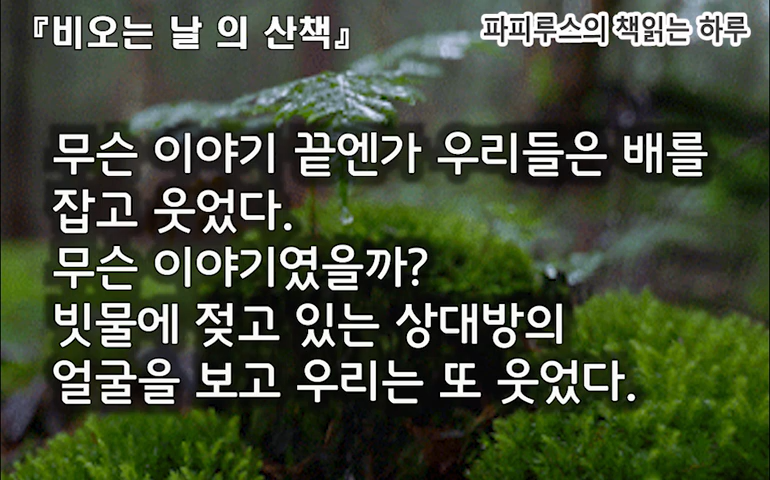 『비오는 날 의 산책』
파피루스의 책읽는 하루
무슨 이야기 끝엔가 우리들은 배를
잡고 웃었다.
무슨 이야기였을까?
빗물에 젖고 있는 상대방의
얼굴을 보고 우리는 또 웃었다.